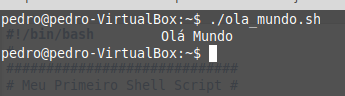 pedro@pedro-VirtualBox:~$ ./ola_mundo.sh
#!/bin/bash
Olá Mundo
pedro@pedro-VirtualBox:~$
##############################
# Meu Primeiro Shell Script #